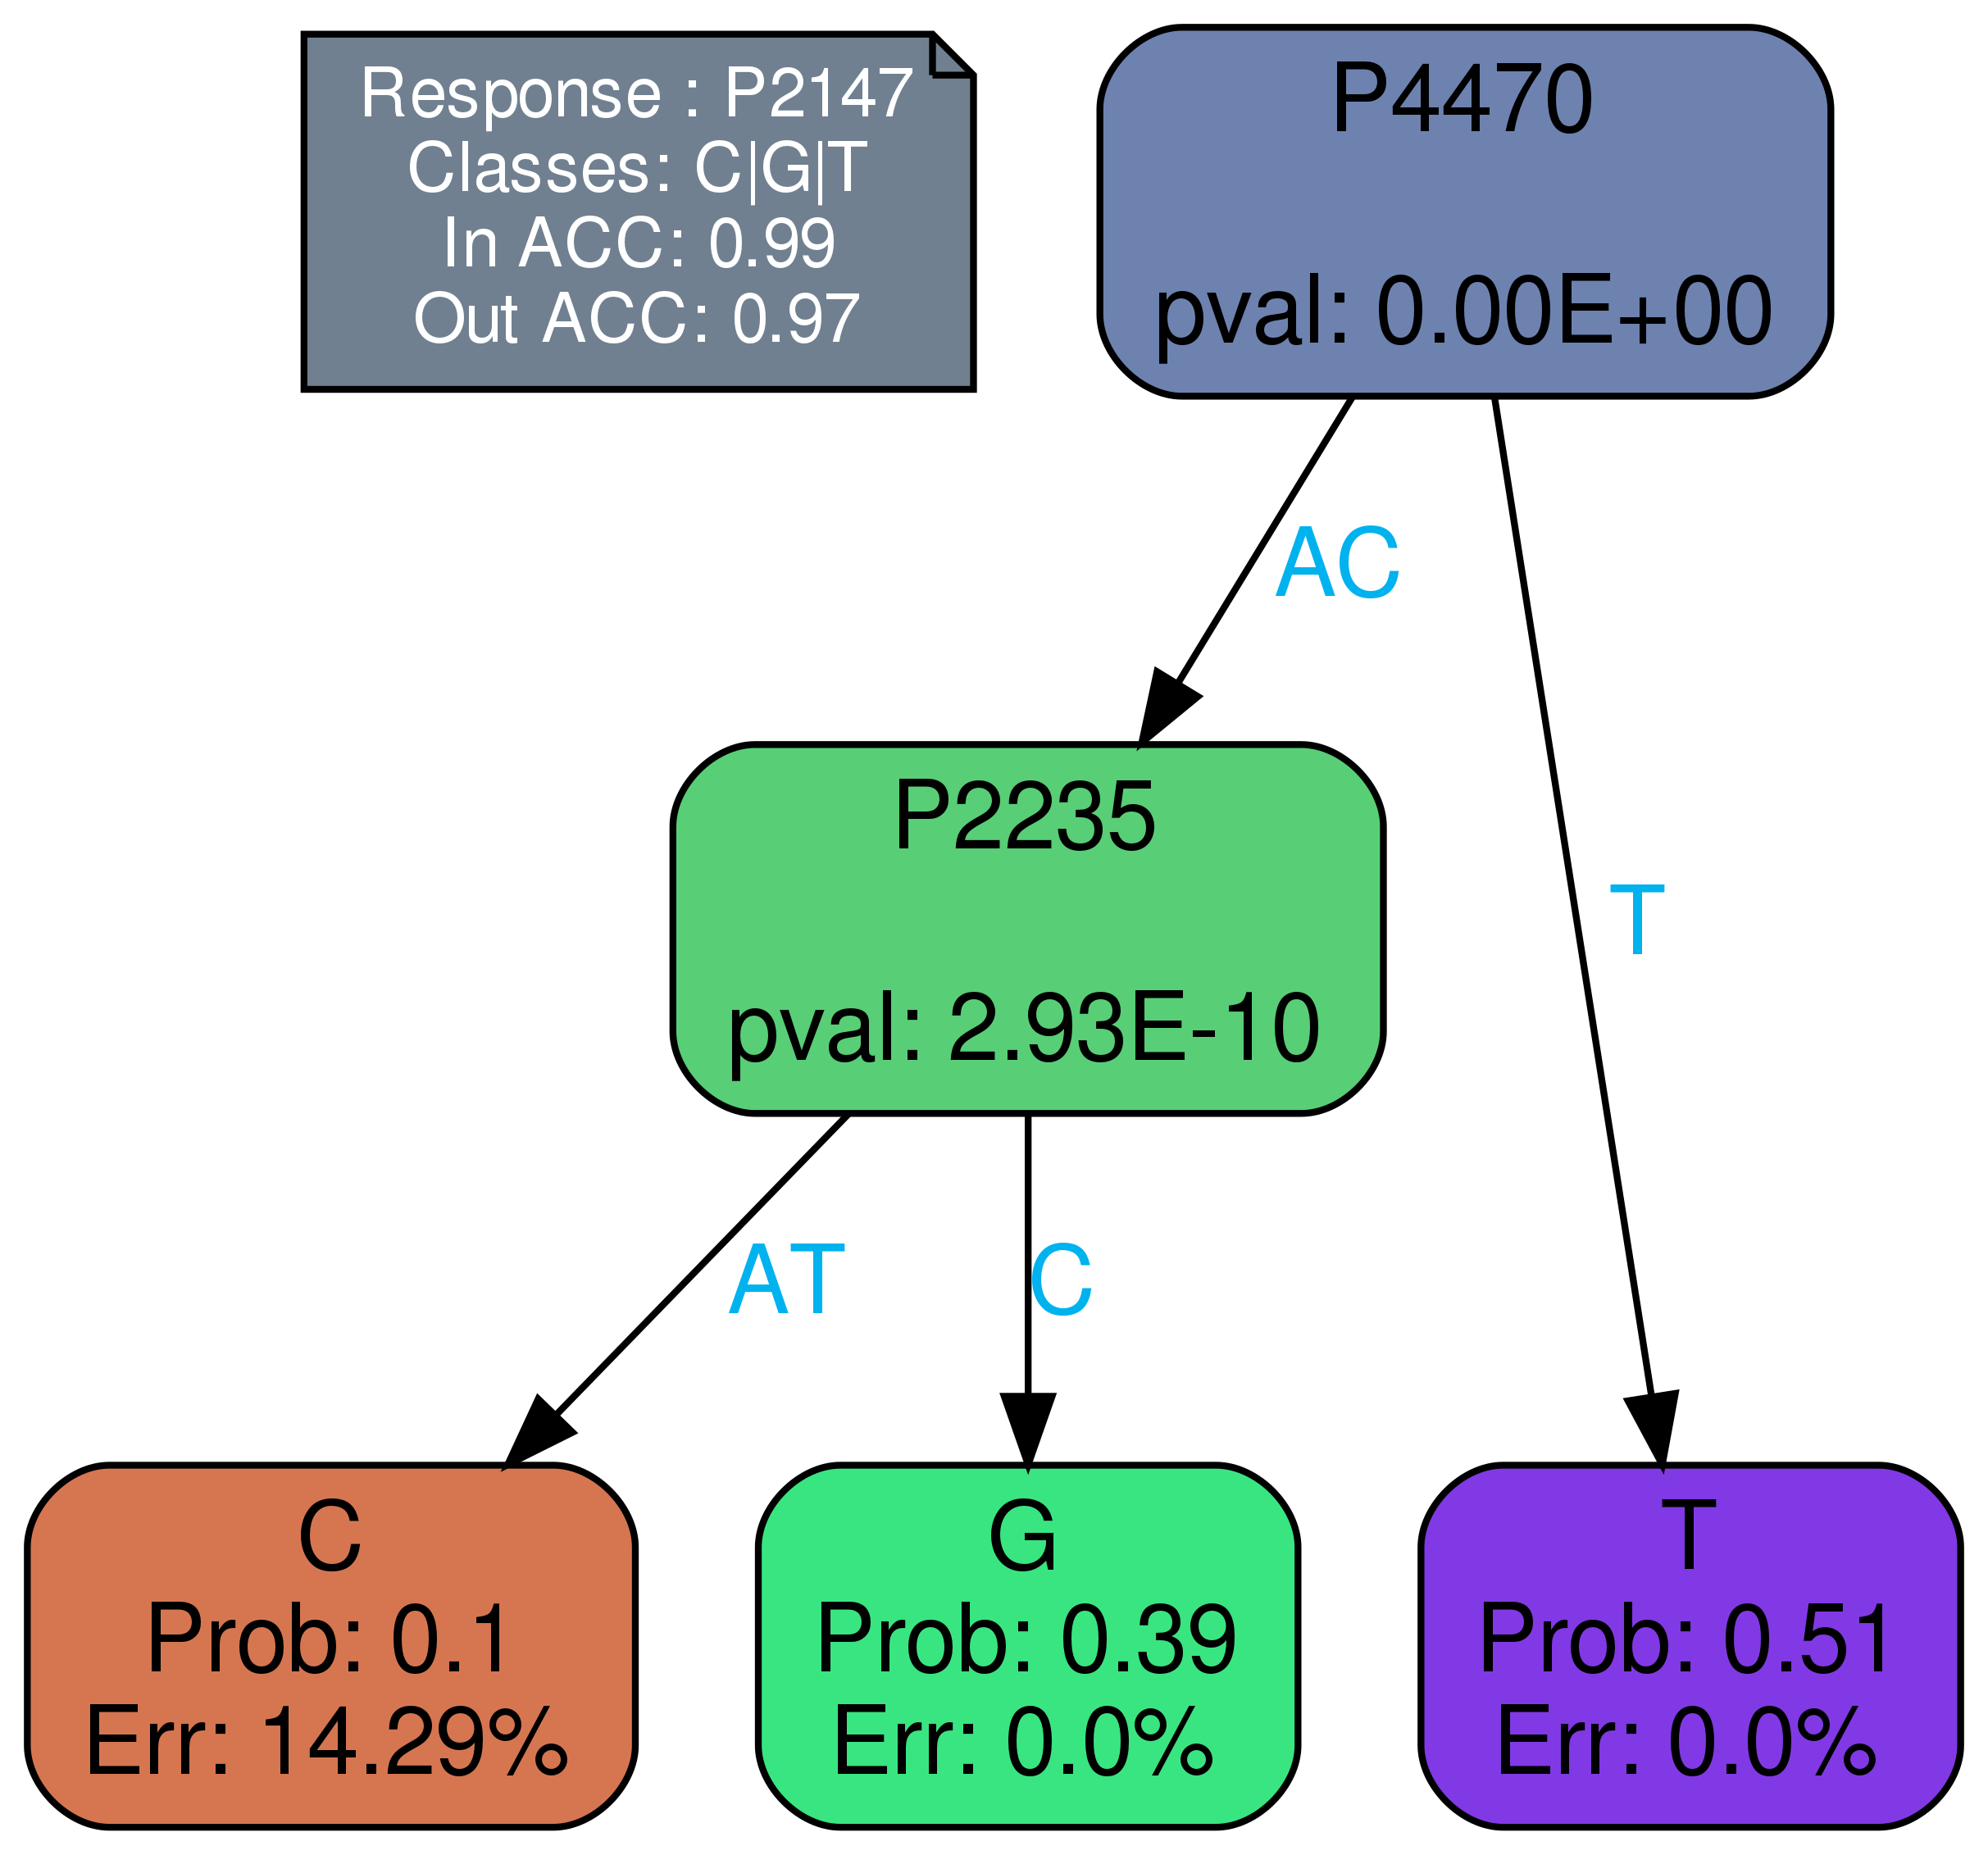 Response : P2147
Classes: C|G|T
In ACC: 0.99
Out ACC: 0.97
P4470
pval: 0.00E+00
AC
T
P2235
pval: 2.93E-10
AT
C
C
Prob: 0.1
Err: 14.29%
G
Prob: 0.39
Err: 0.0%
T
Prob: 0.51
Err: 0.0%